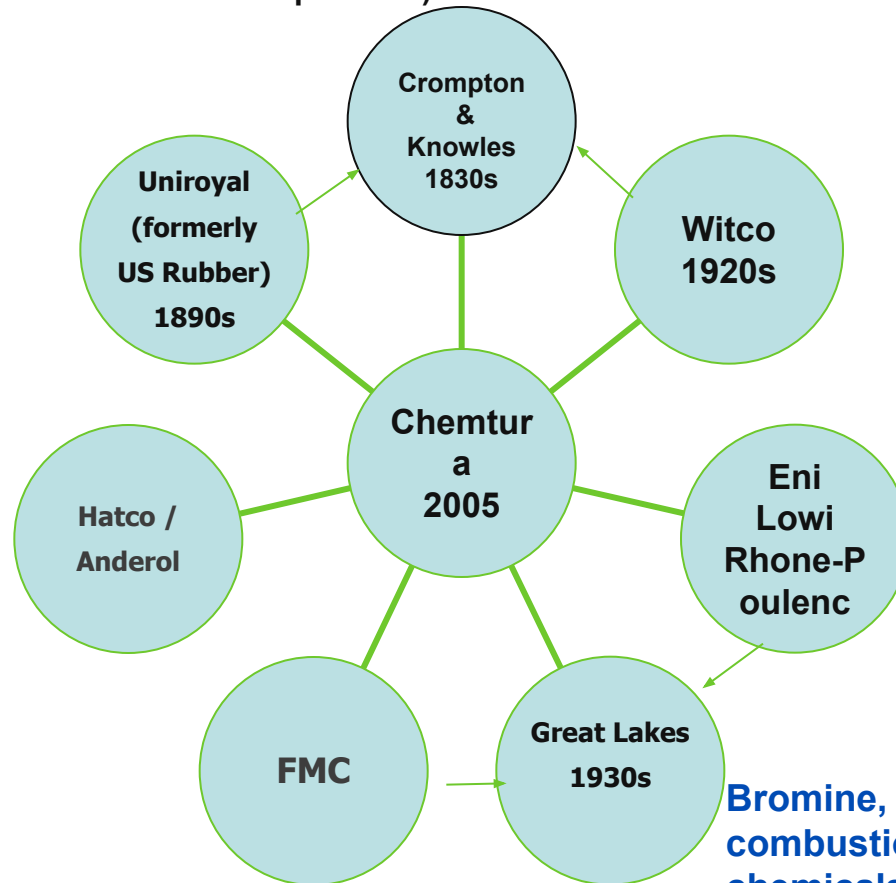 Crompton
&
Knowles
1830s
Uniroyal
(formerly
US Rubber)
1890s
Witco
1920s
Chemtur
a
2005
Hatco /
Anderol
Eni
Lowi
Rhone-P
oulenc
FMC
Great Lakes
1930s
Bromine,